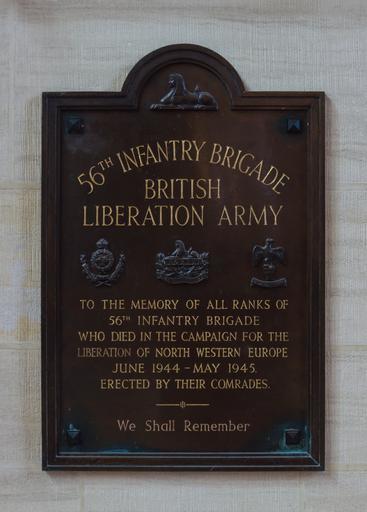 56TH INFANTRY BRIGADE
BRITISH
LIBERATION ARMY
TO THE MEMORY OF ALL RANKS OF
56TH INFANTRY BRIGADE
WHO DIED IN THE CAMPAIGN FOR THE
LIBERATION OF NORTH WESTERN EUROPE
JUNE 1944 - MAY 1945.
ERECTED BY THEIR COMRADES.
We Shall Remember